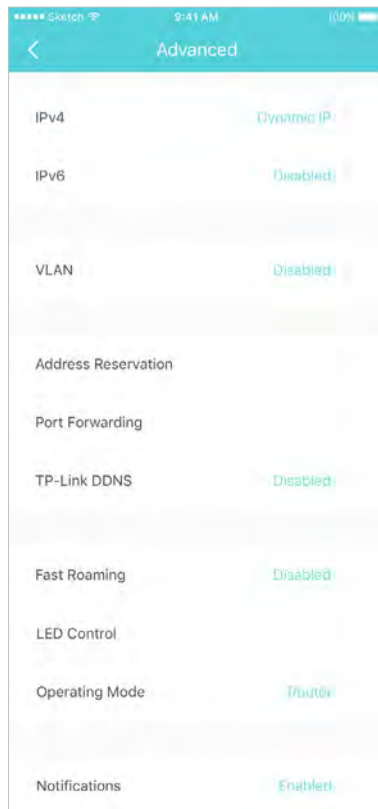 Sketch 9:41 AM 100%
Advanced
IPv4 Dynamic IP
IPv6 Disabled
VLAN Disabled
Address Reservation
Port Forwarding
TP-Link DDNS Disabled
Fast Roaming Disabled
LED Control
Operating Mode Router
Notifications Enabled